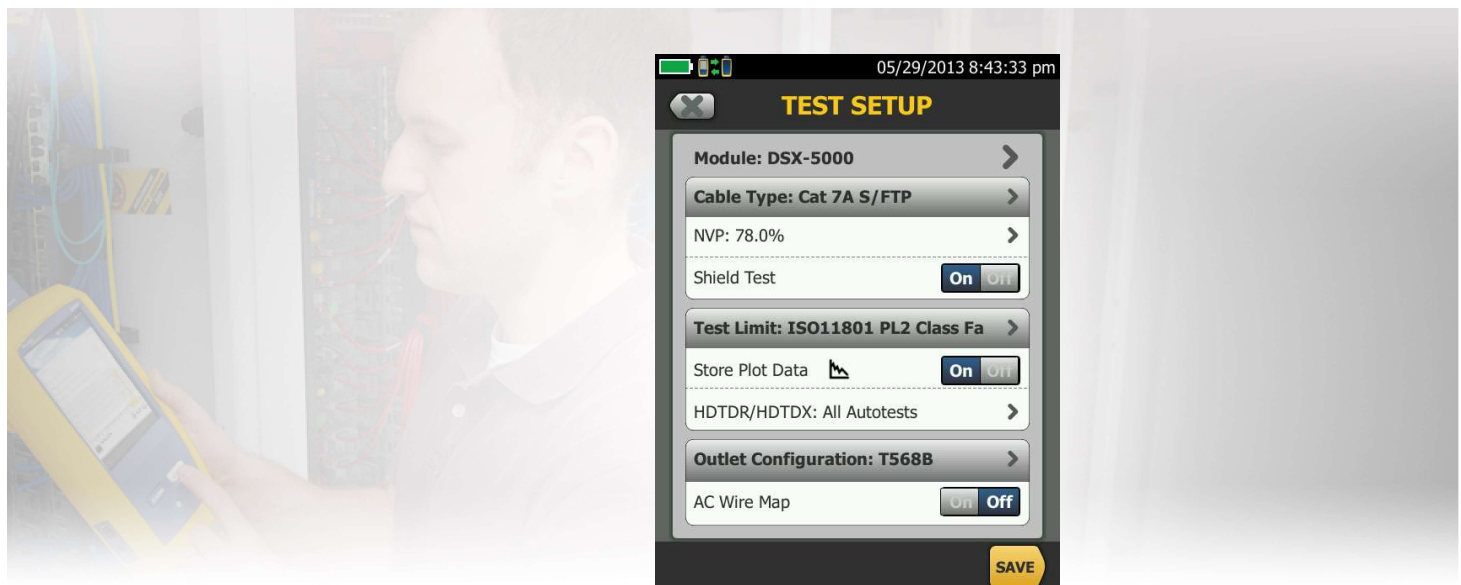 05/29/2013 8:43:33 pm
TEST SETUP
Module: DSX-5000
Cable Type: Cat 7A S/FTP
NVP: 78.0%
Shield Test On Off
Test Limit: ISO11801 PL2 Class Fa
Store Plot Data On Off
HDTDR/HDTDX: All Autotests
Outlet Configuration: T568B
AC Wire Map On Off
SAVE